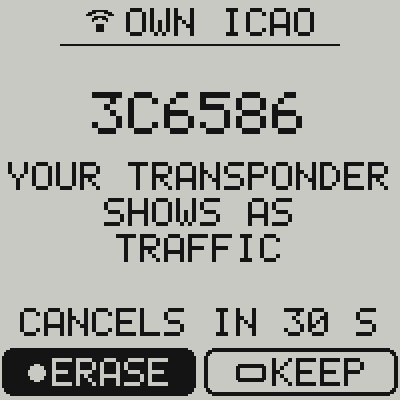 OWN ICAO
3C6586
YOUR TRANSPONDER
SHOWS AS
TRAFFIC
CANCELS IN 30 S
ERASE
KEEP